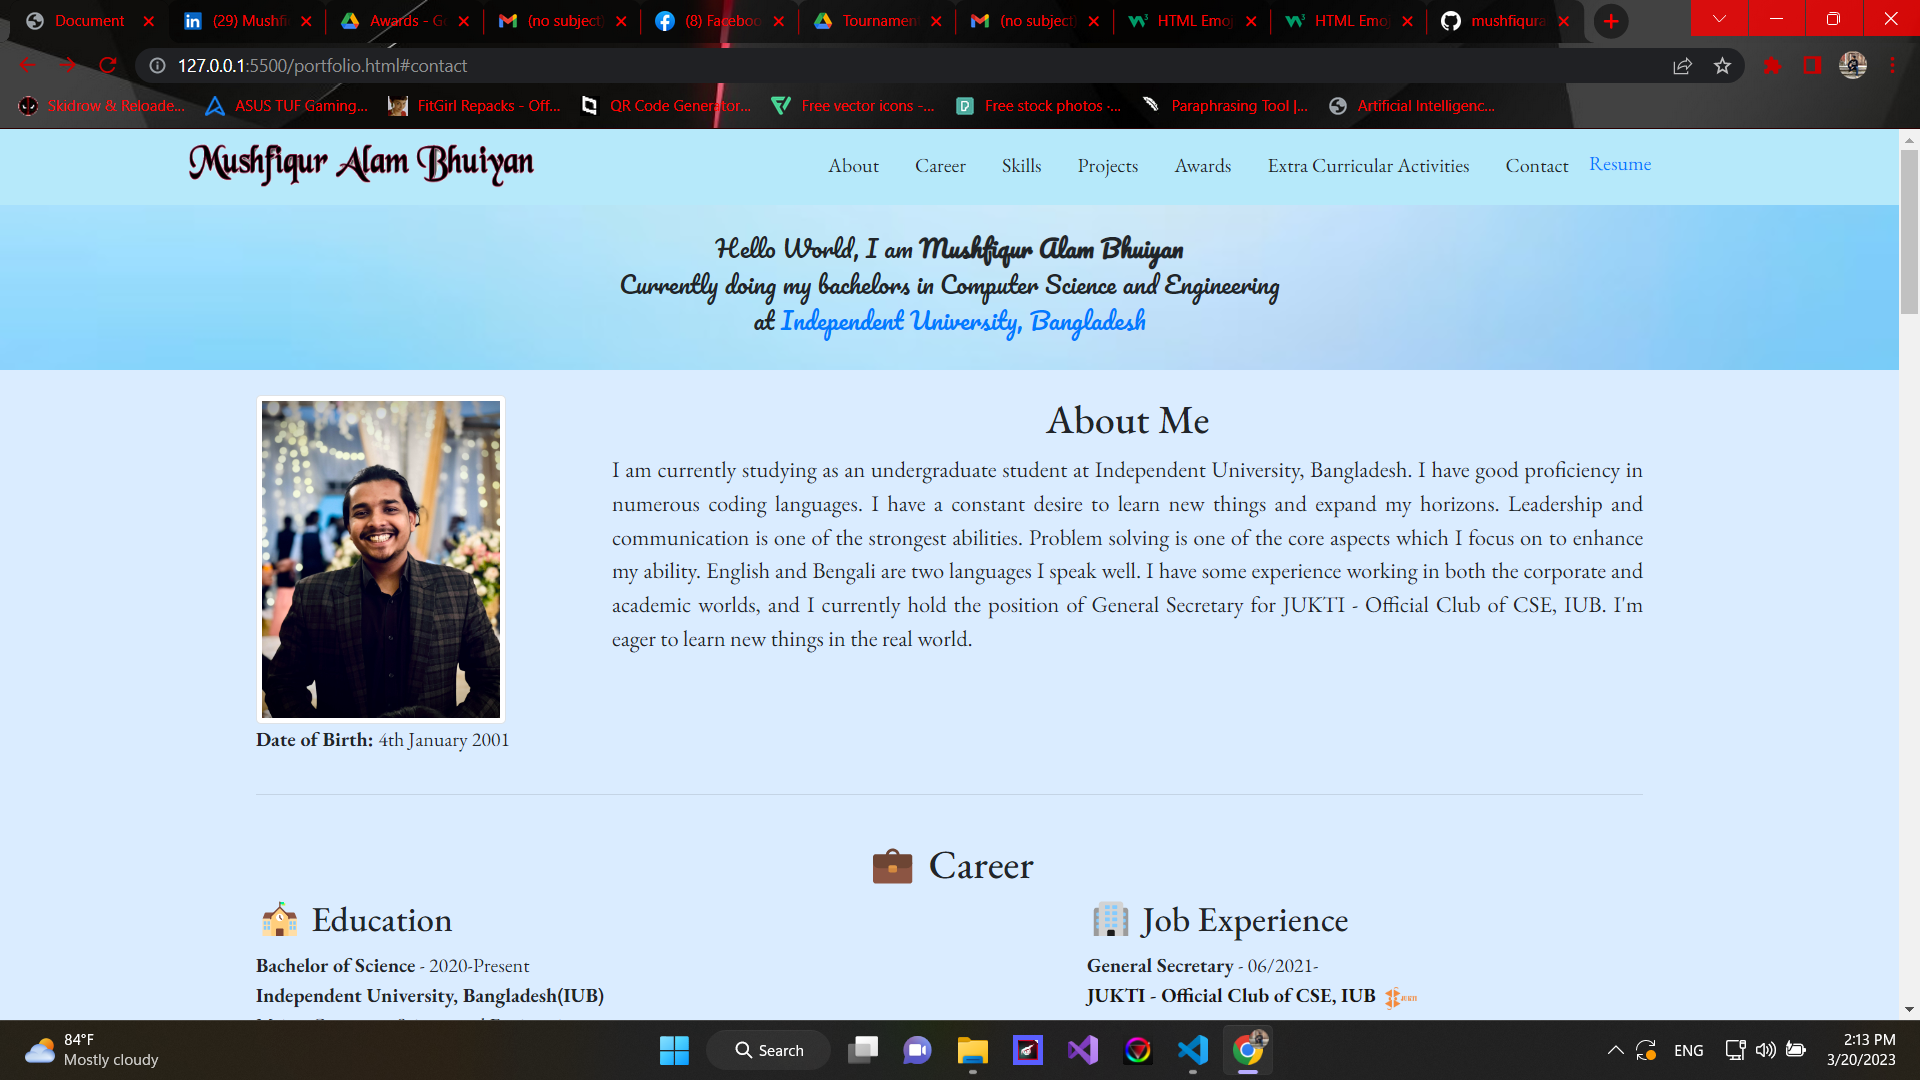 Document
(29) Mushfi
Awards - Go
(no subject)
(8) Faceboo
Tournament
(no subject)
HTML Emoj
HTML Emoj
mushfiqura
127.0.0.1:5500/portfolio.html#contact
Skidrow & Reloade...
ASUS TUF Gaming...
FitGirl Repacks - Off...
QR Code Generator...
Free vector icons -...
Free stock photos ·...
Paraphrasing Tool |...
Artificial Intelligenc...
Mushfiqur Alam Bhuiyan
About
Career
Skills
Projects
Awards
Extra Curricular Activities
Contact
Resume
Hello World, I am Mushfiqur Alam Bhuiyan
Currently doing my bachelors in Computer Science and Engineering
at Independent University, Bangladesh
About Me
I am currently studying as an undergraduate student at Independent University, Bangladesh. I have good proficiency in
numerous coding languages. I have a constant desire to learn new things and expand my horizons. Leadership and
communication is one of the strongest abilities. Problem solving is one of the core aspects which I focus on to enhance
my ability. English and Bengali are two languages I speak well. I have some experience working in both the corporate and
academic worlds, and I currently hold the position of General Secretary for JUKTI - Official Club of CSE, IUB. I'm
eager to learn new things in the real world.
Date of Birth: 4th January 2001
Career
Education
Bachelor of Science - 2020-Present
Independent University, Bangladesh(IUB)
Job Experience
General Secretary - 06/2021-
JUKTI - Official Club of CSE, IUB
JUKTI
84°F
Mostly cloudy
Search
ENG
2:13 PM
3/20/2023